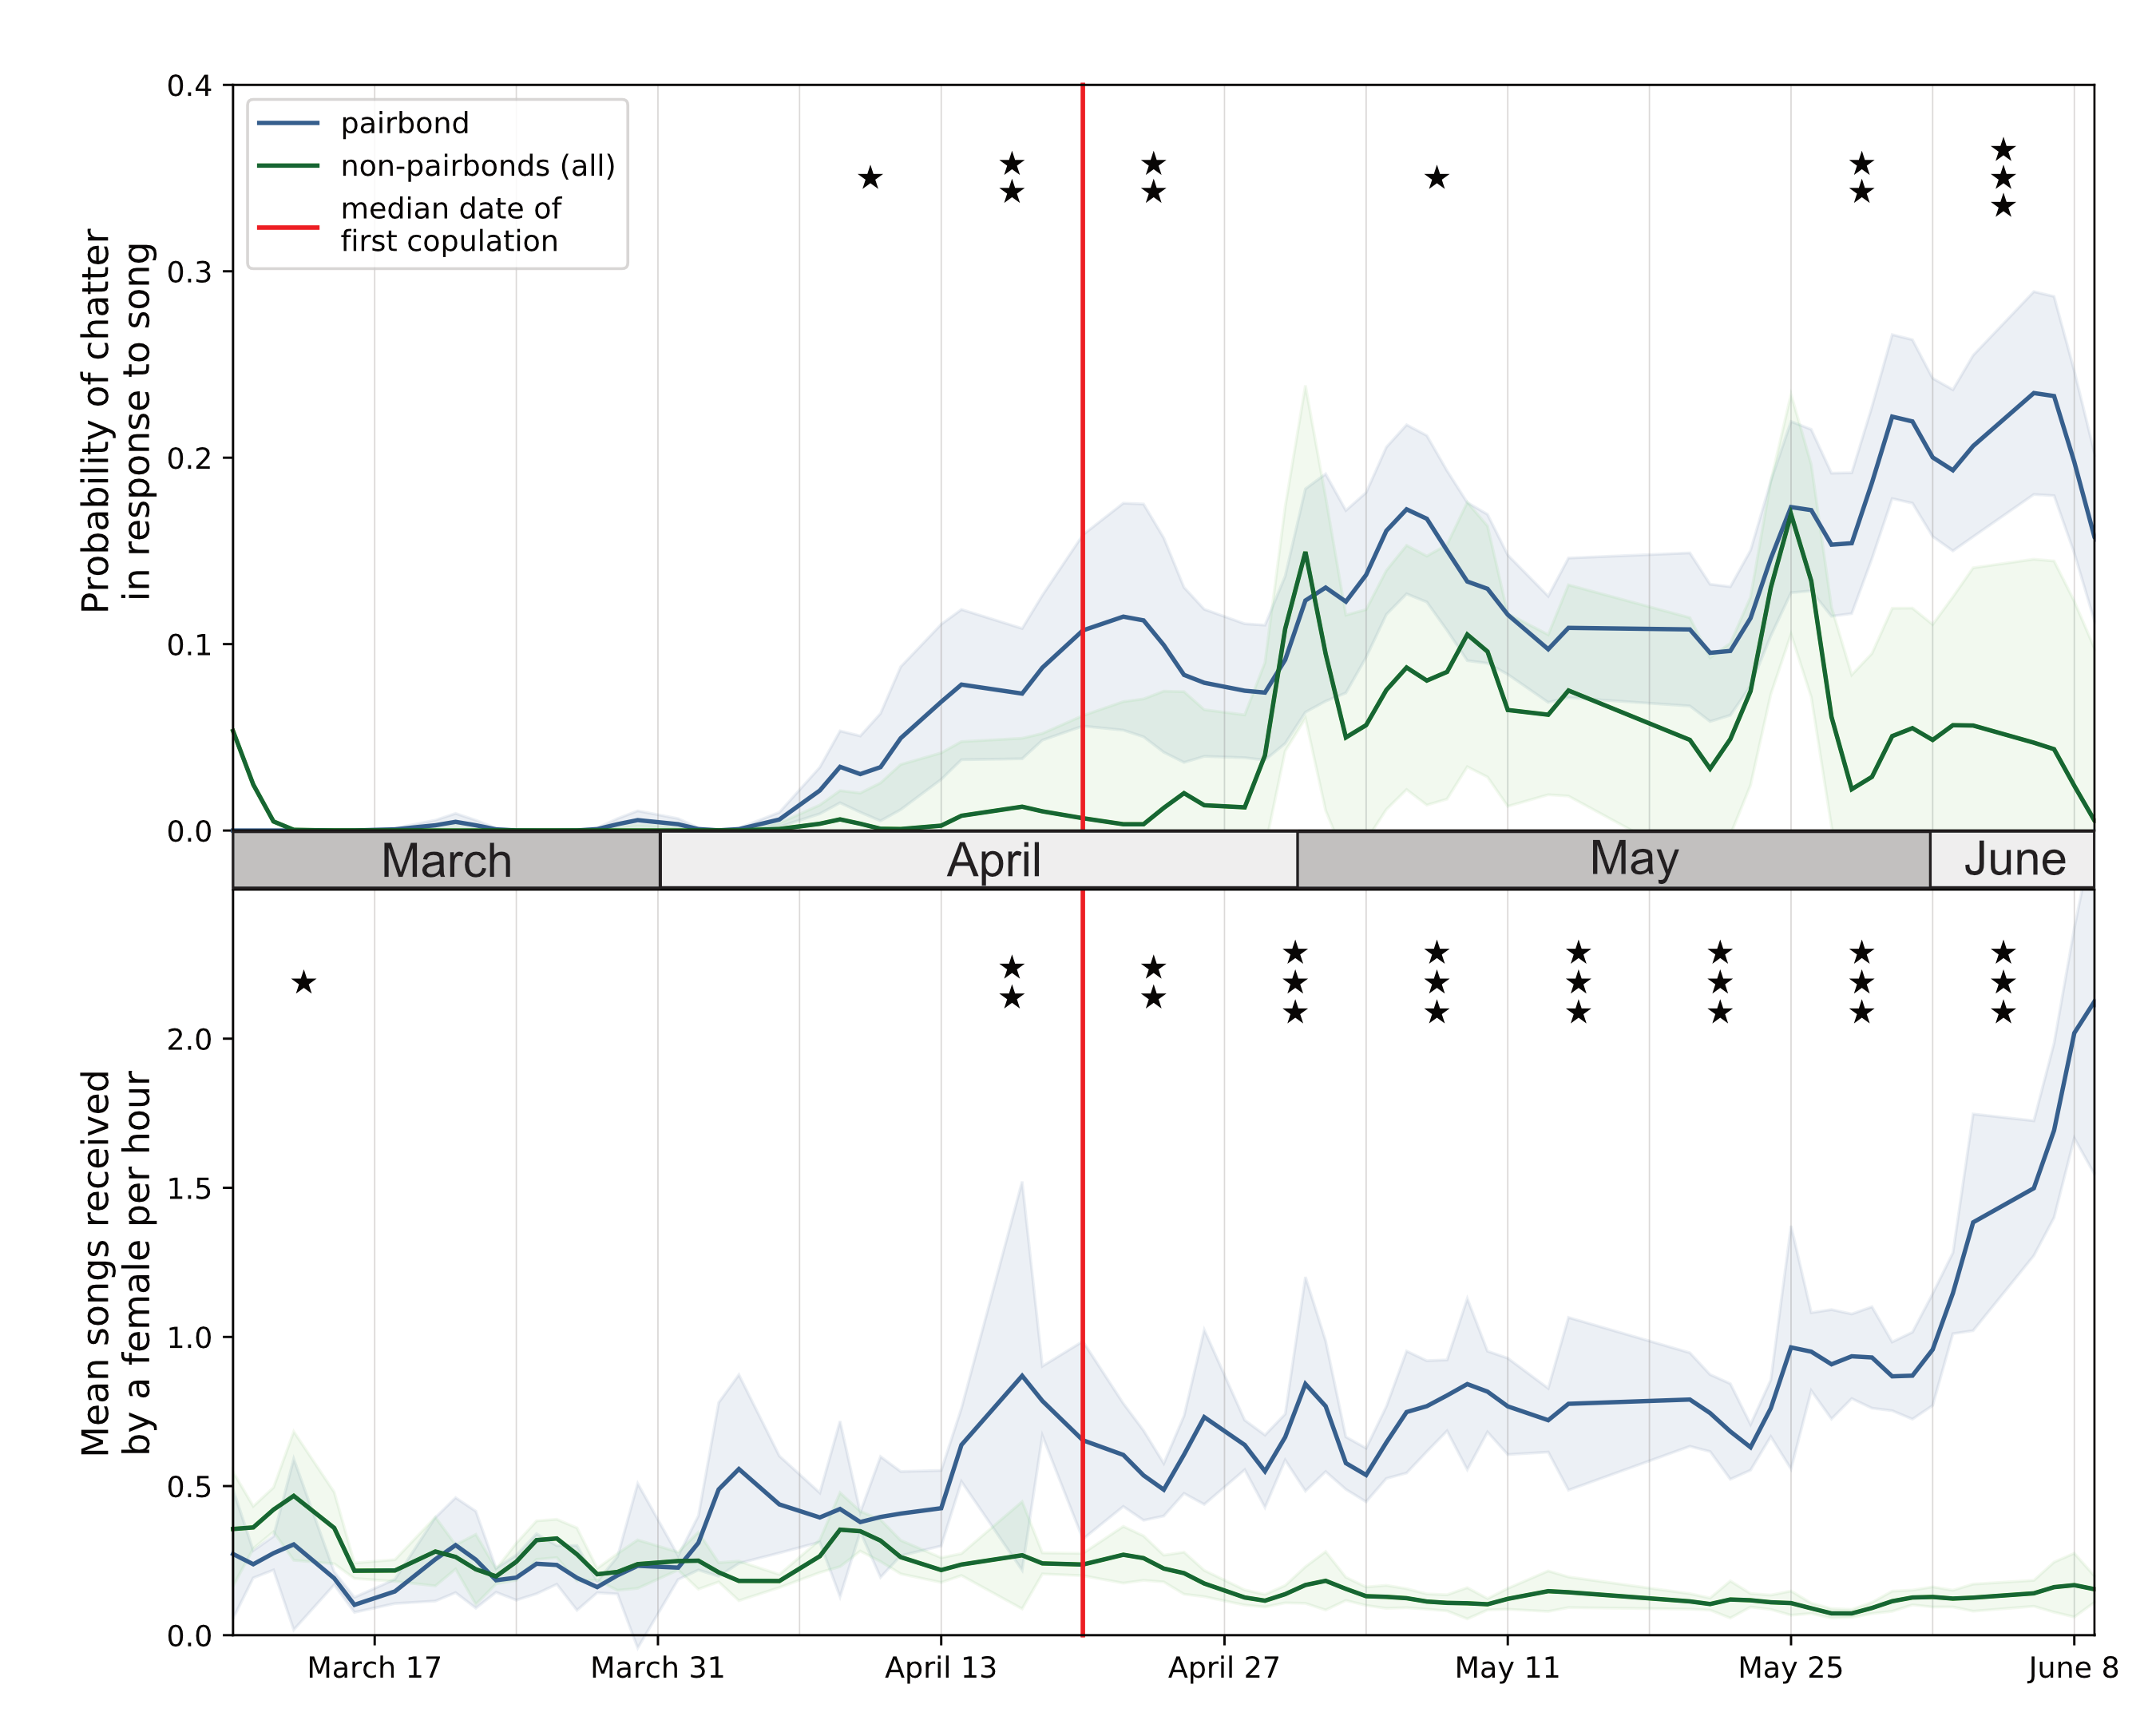 0.4
0.3
0.2
0.1
0.0
Probability of chatter
in response to song
pairbond
non-pairbonds (all)
median date of
first copulation
March
April
May
June
2.0
1.5
1.0
0.5
0.0
Mean songs received
by a female per hour
March 17
March 31
April 13
April 27
May 11
May 25
June 8